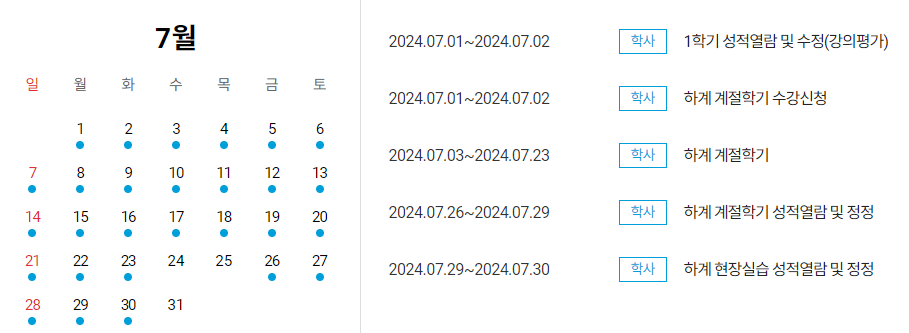 7월
일 월 화 수 목 금 토
1 2 3 4 5 6
7 8 9 10 11 12 13
14 15 16 17 18 19 20
21 22 23 24 25 26 27
28 29 30 31
2024.07.01~2024.07.02 학사 1학기 성적열람 및 수정(강의평가)
2024.07.01~2024.07.02 학사 하계 계절학기 수강신청
2024.07.03~2024.07.23 학사 하계 계절학기
2024.07.26~2024.07.29 학사 하계 계절학기 성적열람 및 정정
2024.07.29~2024.07.30 학사 하계 현장실습 성적열람 및 정정